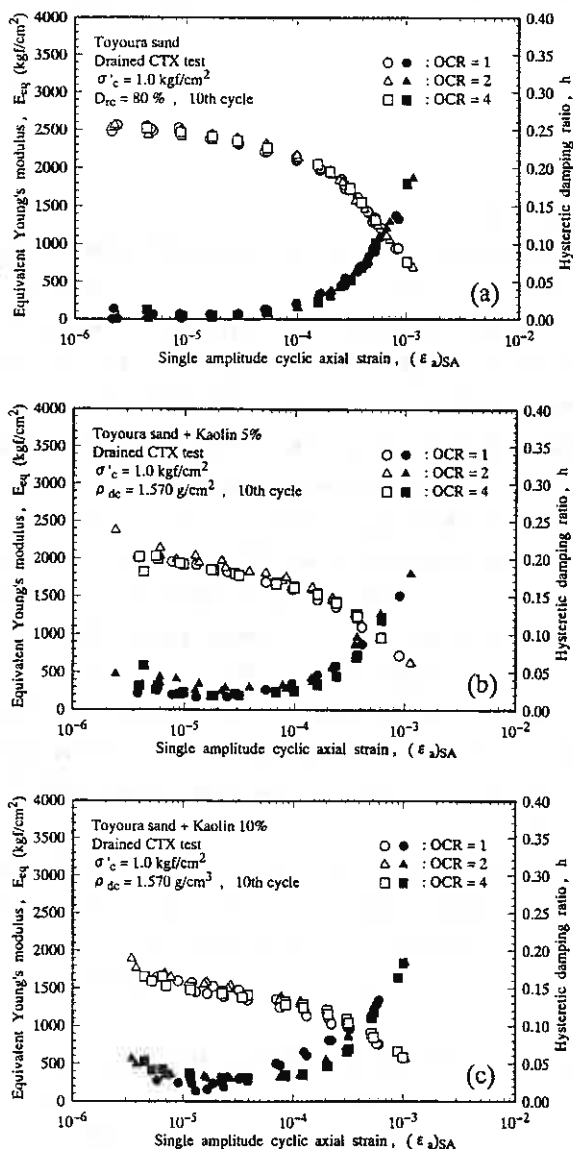 Equivalent Young's modulus , Eeq (kgf/cm2)
4000
3500
3000
2500
2000
1500
1000
500
0
Toyoura sand
Drained CTX test
σ'c = 1.0 kgf/cm2
Drc = 80 % , 10th cycle
○ ● : OCR = 1
△ ▲ : OCR = 2
□ ■ : OCR = 4
(a)
0.40
0.35
0.30
0.25
0.20
0.15
0.10
0.05
0.00
Hysteretic damping ratio , h
10-6 10-5 10-4 10-3 10-2
Single amplitude cyclic axial strain , (εa)SA
Equivalent Young's modulus , Eeq (kgf/cm2)
4000
3500
3000
2500
2000
1500
1000
500
0
Toyoura sand + Kaolin 5%
Drained CTX test
σ'c = 1.0 kgf/cm2
ρdc = 1.570 g/cm2 , 10th cycle
○ ● : OCR = 1
△ ▲ : OCR = 2
□ ■ : OCR = 4
(b)
0.40
0.35
0.30
0.25
0.20
0.15
0.10
0.05
0.00
Hysteretic damping ratio , h
10-6 10-5 10-4 10-3 10-2
Single amplitude cyclic axial strain , (εa)SA
Equivalent Young's modulus , Eeq (kgf/cm2)
4000
3500
3000
2500
2000
1500
1000
500
0
Toyoura sand + Kaolin 10%
Drained CTX test
σ'c = 1.0 kgf/cm2
ρdc = 1.570 g/cm3 , 10th cycle
○ ● : OCR = 1
△ ▲ : OCR = 2
□ ■ : OCR = 4
(c)
0.40
0.35
0.30
0.25
0.20
0.15
0.10
0.05
0.00
Hysteretic damping ratio , h
10-6 10-5 10-4 10-3 10-2
Single amplitude cyclic axial strain , (εa)SA